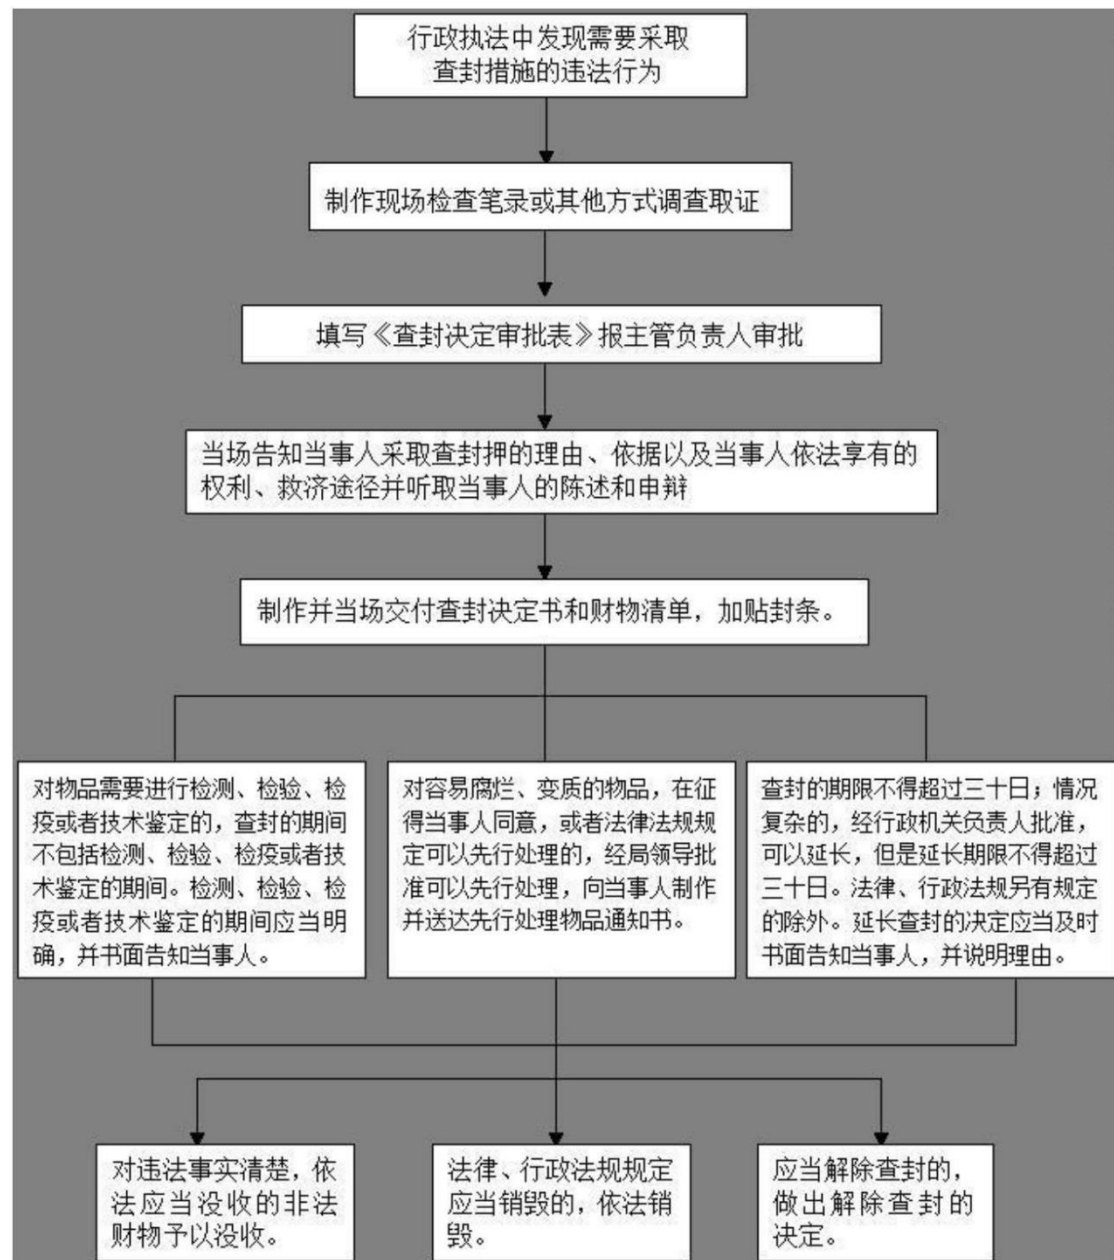 行政执法中发现需要采取
查封措施的违法行为
制作现场检查笔录或其他方式调查取证
填写《查封决定审批表》报主管负责人审批
当场告知当事人采取查封押的理由、依据以及当事人依法享有的
权利、救济途径并听取当事人的陈述和申辩
制作并当场交付查封决定书和财物清单，加贴封条。
对物品需要进行检测、检验、检
疫或者技术鉴定的，查封的期间
不包括检测、检验、检疫或者技
术鉴定的期间。检测、检验、检
疫或者技术鉴定的期间应当明
确，并书面告知当事人。
对容易腐烂、变质的物品，在征
得当事人同意，或者法律法规规
定可以先行处理的，经局领导批
准可以先行处理，向当事人制作
并送达先行处理物品通知书。
查封的期限不得超过三十日；情况
复杂的，经行政机关负责人批准，
可以延长，但是延长期限不得超过
三十日。法律、行政法规另有规定
的除外。延长查封的决定应当及时
书面告知当事人，并说明理由。
对违法事实清楚，依
法应当没收的非法
财物予以没收。
法律、行政法规规定
应当销毁的，依法销
毁。
应当解除查封的，
做出解除查封的
决定。